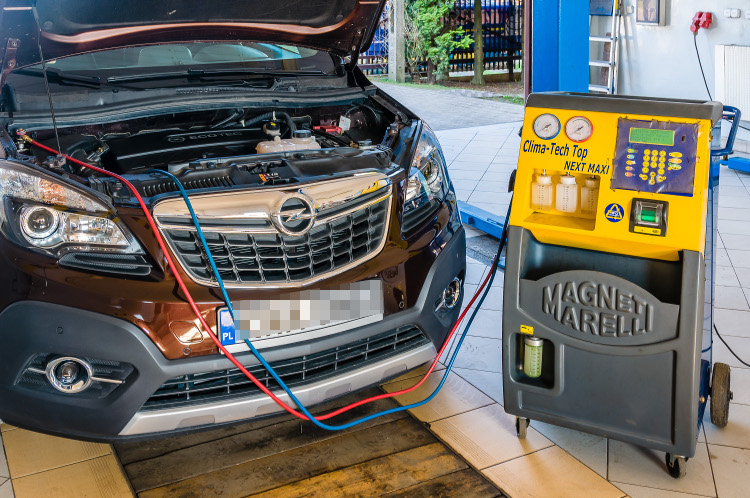 ECOTEC
Clima-Tech Top
NEXT MAXI
MAGNETI
MARELLI
PL